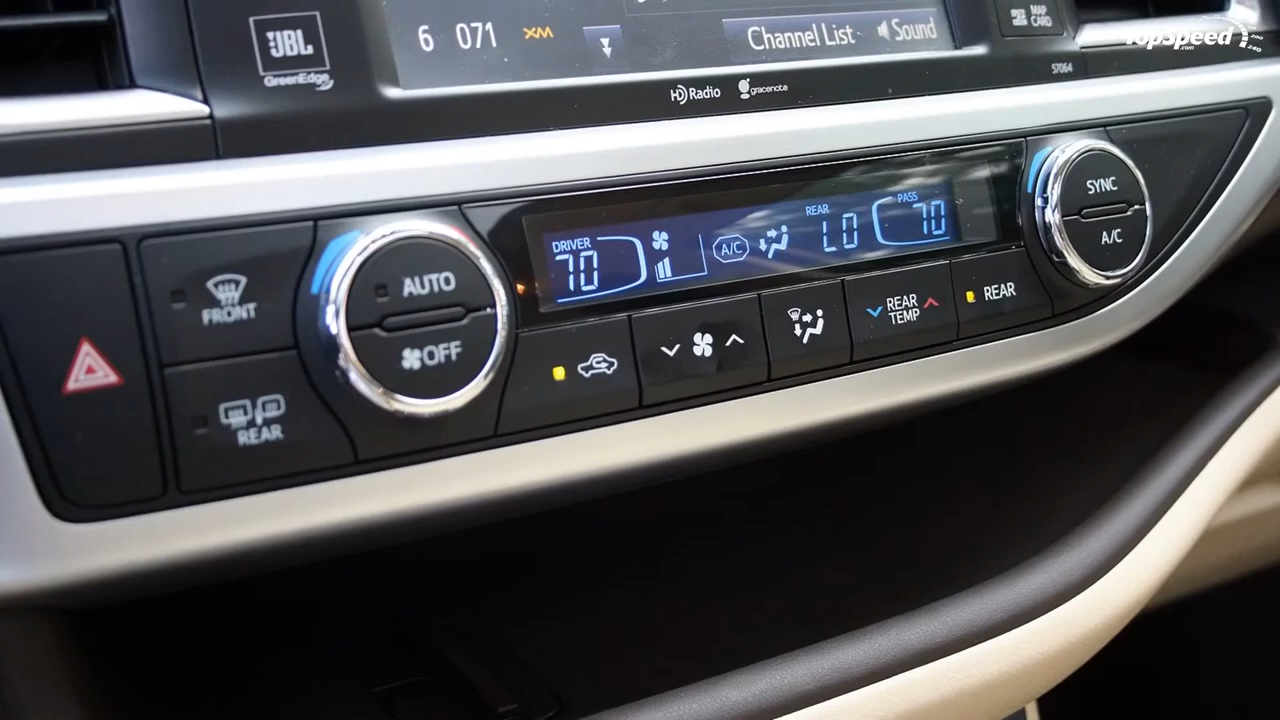 JBL
GreenEdge
6 071 XM
Channel List
Sound
MAP
CARD
TopSpeed
.com
HD Radio
gracenote
57064
FRONT
REAR
AUTO
OFF
DRIVER
70
A/C
REAR
LO
PASS
70
REAR
TEMP
REAR
SYNC
A/C